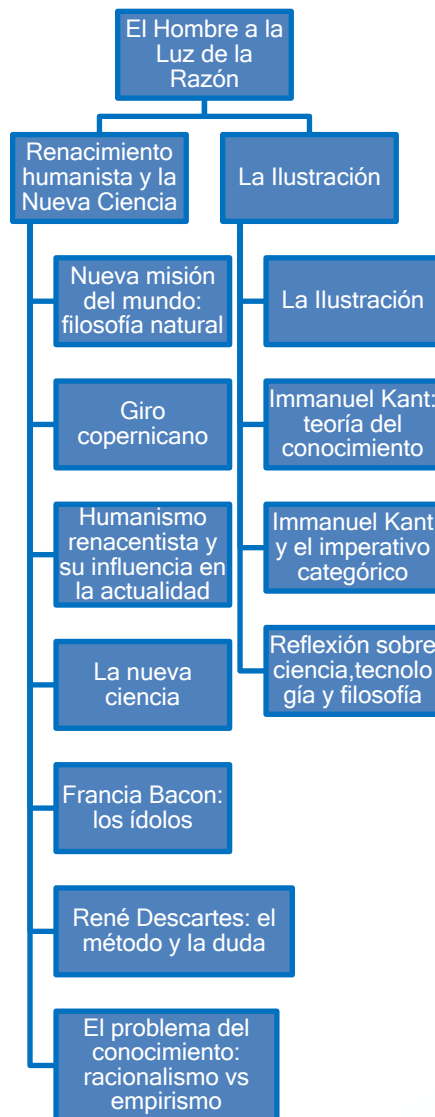 El Hombre a la
Luz de la
Razón
Renacimiento
humanista y la
Nueva Ciencia
Nueva misión
del mundo:
filosofía natural
Giro
copernicano
Humanismo
renacentista y
su influencia en
la actualidad
La nueva
ciencia
Francia Bacon:
los ídolos
René Descartes: el
método y la duda
El problema del
conocimiento:
racionalismo vs
empirismo
La Ilustración
La Ilustración
Immanuel Kant:
teoría del
conocimiento
Immanuel Kant
y el imperativo
categórico
Reflexión sobre
ciencia,tecnolo
gía y filosofía